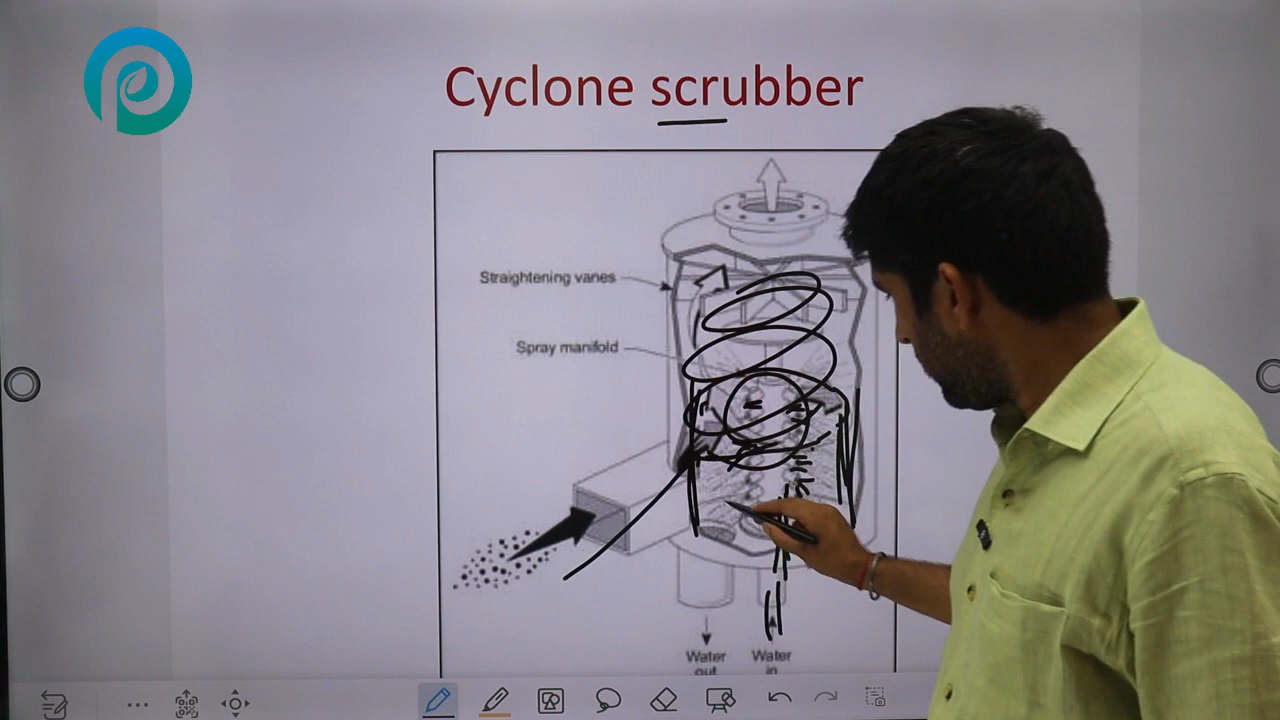 Cyclone scrubber
Straightening vanes
Spray manifold
Water
out
Water
in